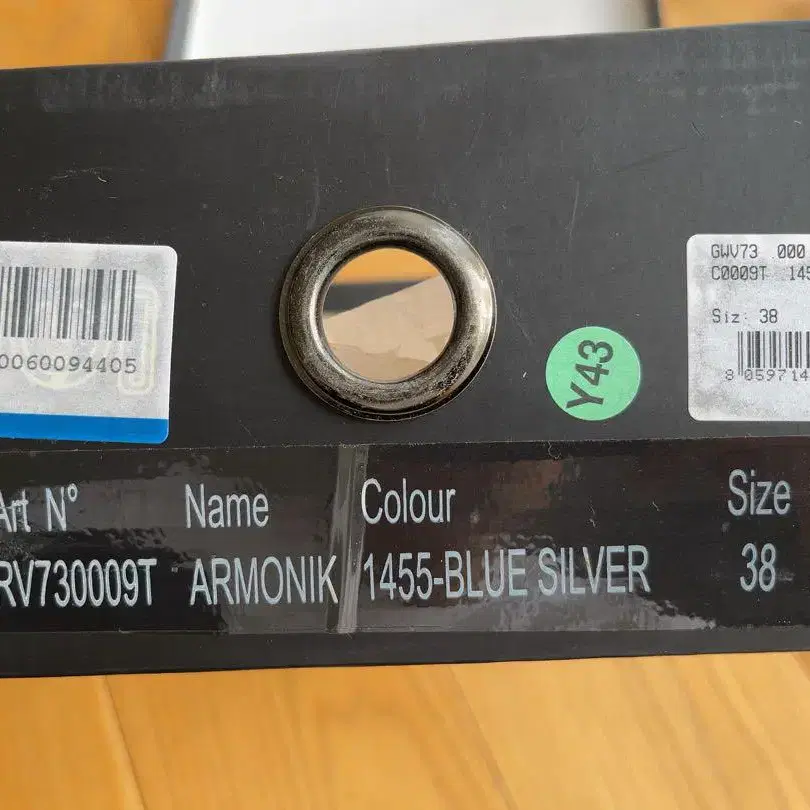 0060094405
Y43
GWV73 000
C0009T 145
Siz: 38
8 059714
Art N° Name Colour Size
RV730009T ARMONIK 1455-BLUE SILVER 38